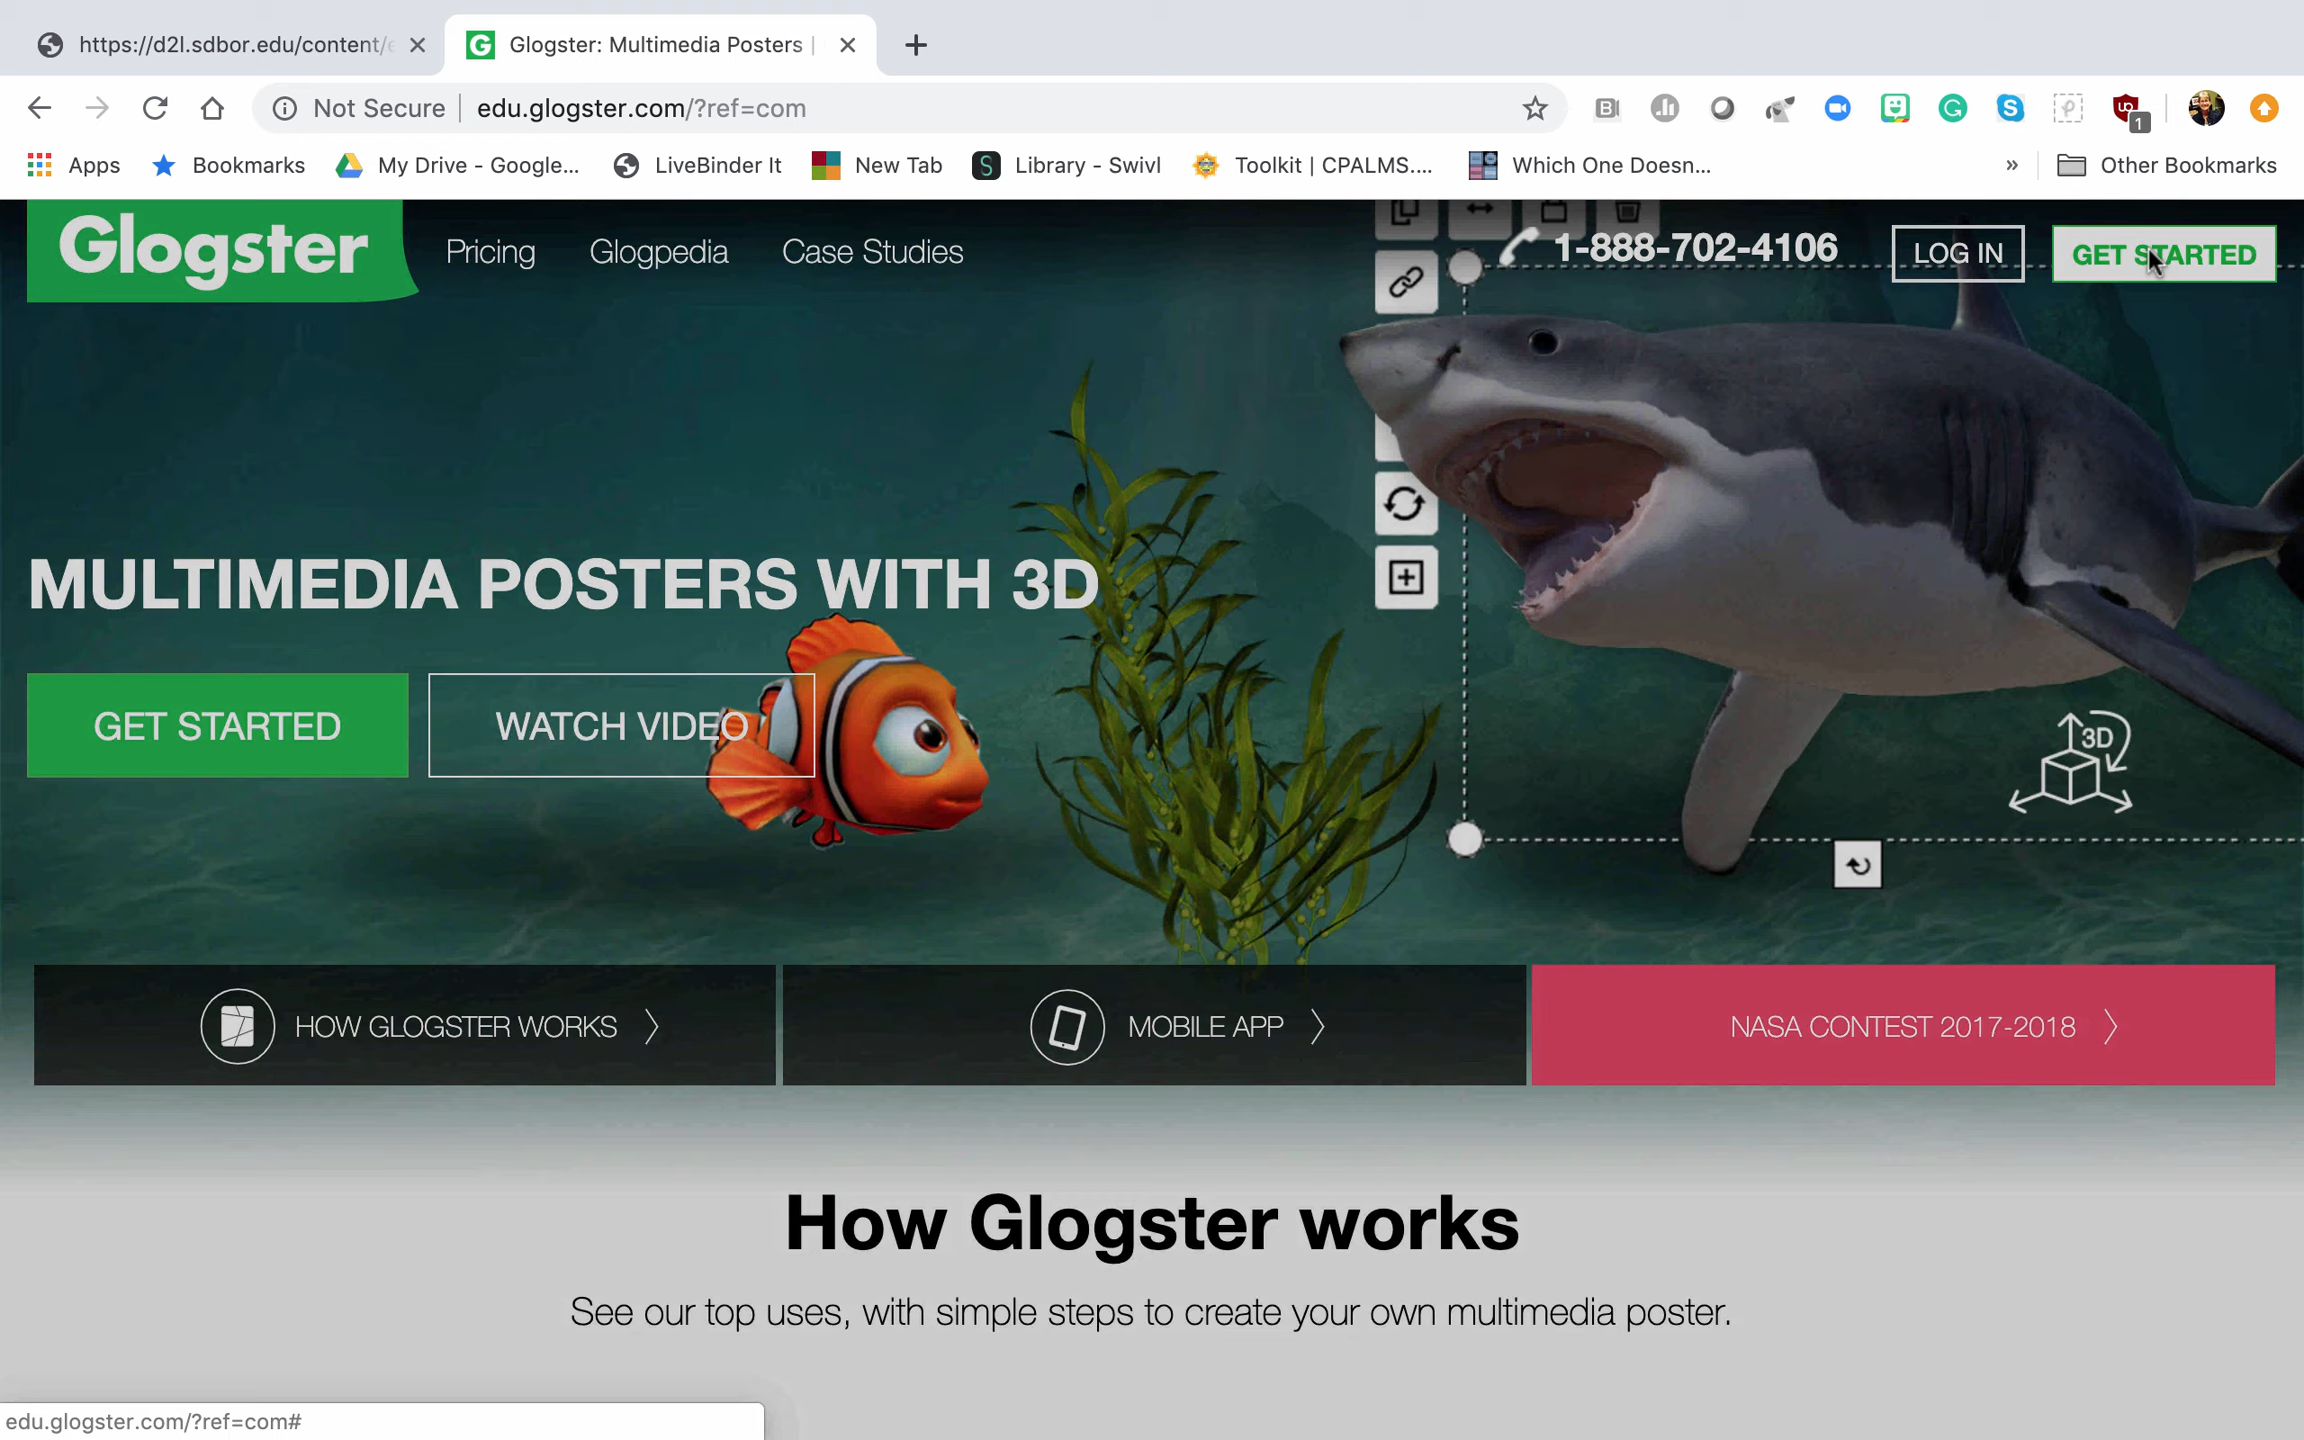 https://d2l.sdbor.edu/content/
Glogster: Multimedia Posters |
Not Secure | edu.glogster.com/?ref=com
1
Apps Bookmarks My Drive - Google... LiveBinder It New Tab Library - Swivl Toolkit | CPALMS.... Which One Doesn... » Other Bookmarks
Glogster Pricing Glogpedia Case Studies 1-888-702-4106 LOG IN GET STARTED
MULTIMEDIA POSTERS WITH 3D
GET STARTED WATCH VIDEO
3D
HOW GLOGSTER WORKS MOBILE APP NASA CONTEST 2017-2018
How Glogster works
See our top uses, with simple steps to create your own multimedia poster.
edu.glogster.com/?ref=com#